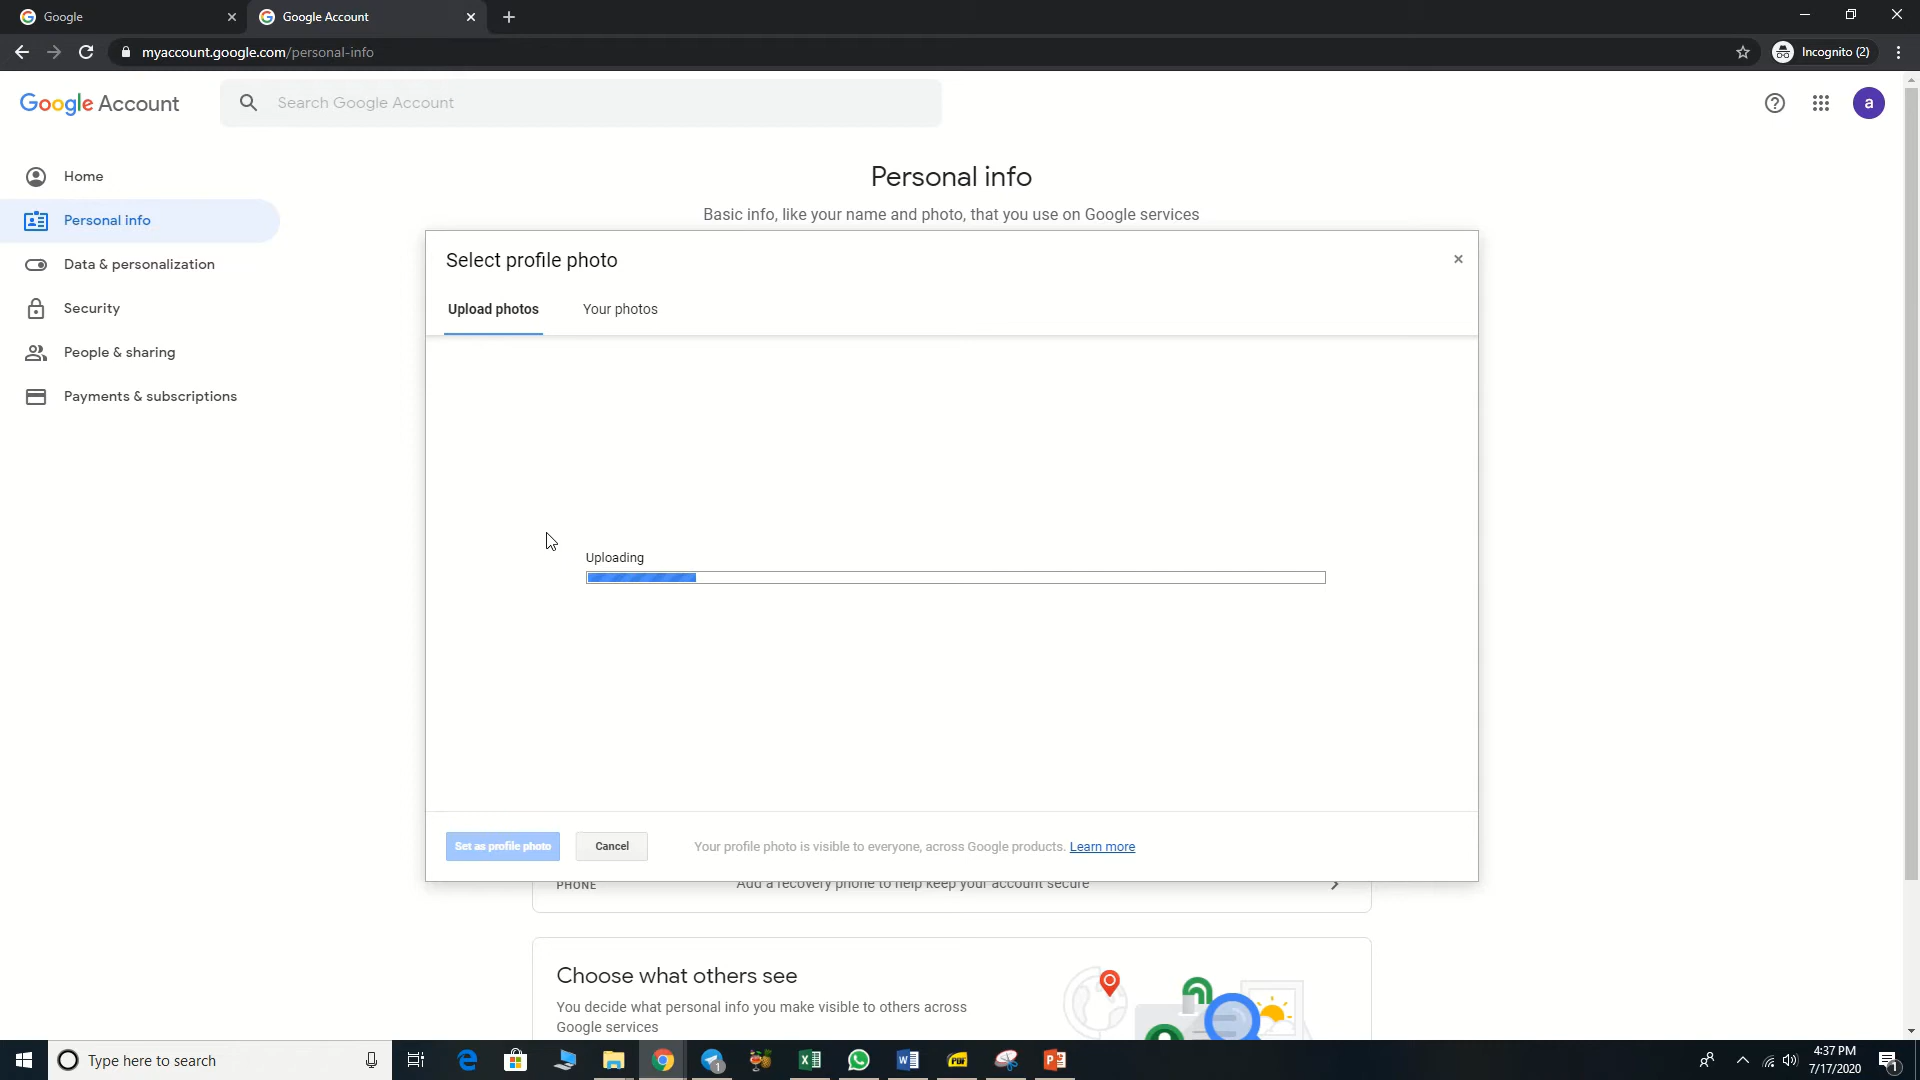 Google
Google Account
myaccount.google.com/personal-info
Incognito (2)
Google Account
Search Google Account
a
Home
Personal info
Data & personalization
Security
People & sharing
Payments & subscriptions
Personal info
Basic info, like your name and photo, that you use on Google services
Select profile photo
Upload photos
Your photos
Uploading
Set as profile photo
Cancel
Your profile photo is visible to everyone, across Google products. Learn more
PHONE
Add a recovery phone to help keep your account secure
Choose what others see
You decide what personal info you make visible to others across
Google services
Type here to search
1
PDF
4:37 PM
7/17/2020
1